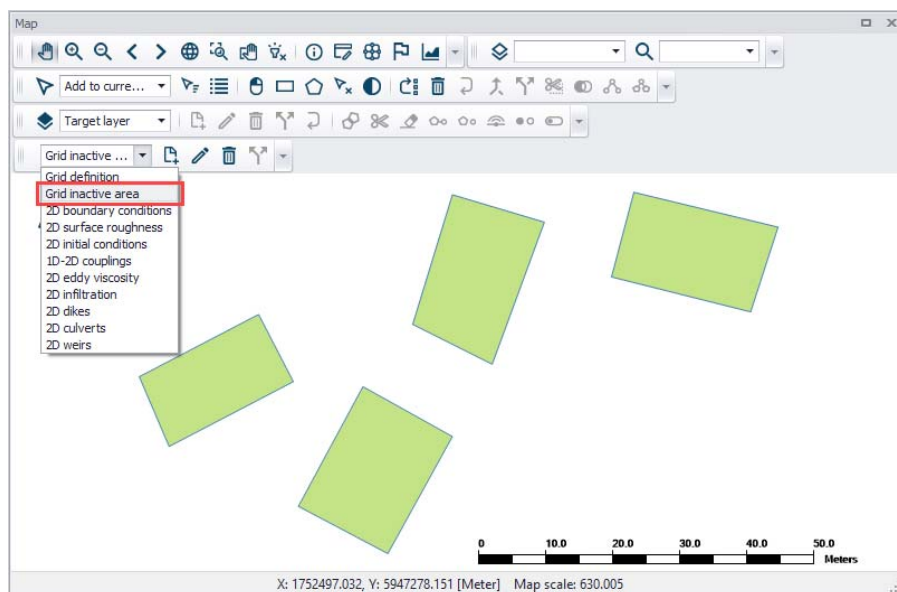 Map
Add to curre...
Target layer
Grid inactive ...
Grid definition
Grid inactive area
2D boundary conditions
2D surface roughness
2D initial conditions
1D-2D couplings
2D eddy viscosity
2D infiltration
2D dikes
2D culverts
2D weirs
0 10.0 20.0 30.0 40.0 50.0
Meters
X: 1752497.032, Y: 5947278.151 [Meter] Map scale: 630.005